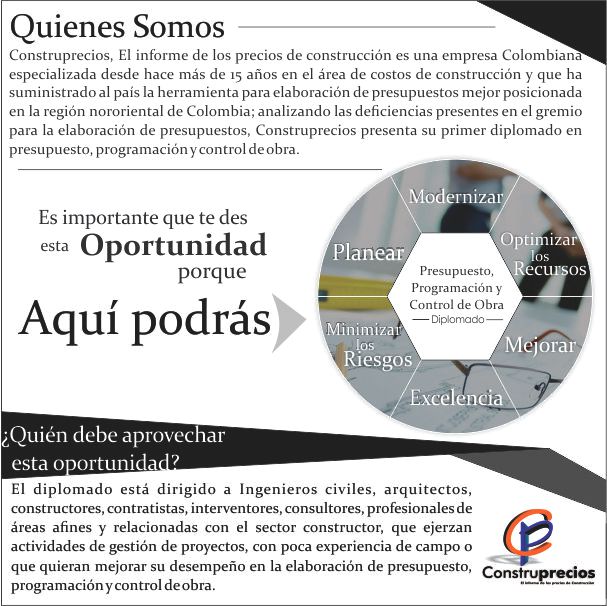 Quienes Somos
Construprecios, El informe de los precios de construcción es una empresa Colombiana
especializada desde hace más de 15 años en el área de costos de construcción y que ha
suministrado al país la herramienta para elaboración de presupuestos mejor posicionada
en la región nororiental de Colombia; analizando las deficiencias presentes en el gremio
para la elaboración de presupuestos, Construprecios presenta su primer diplomado en
presupuesto, programación y control de obra.
Es importante que te des
esta Oportunidad
porque
Aquí podrás
Modernizar
Optimizar
los
Recursos
Planear
Presupuesto,
Programación y
Control de Obra
Diplomado
Minimizar
los
Riesgos
Mejorar
Excelencia
¿Quién debe aprovechar
esta oportunidad?
El diplomado está dirigido a Ingenieros civiles, arquitectos,
constructores, contratistas, interventores, consultores, profesionales de
áreas afines y relacionadas con el sector constructor, que ejerzan
actividades de gestión de proyectos, con poca experiencia de campo o
que quieran mejorar su desempeño en la elaboración de presupuesto,
programación y control de obra.
Construprecios
El Informe de los precios de Construcción